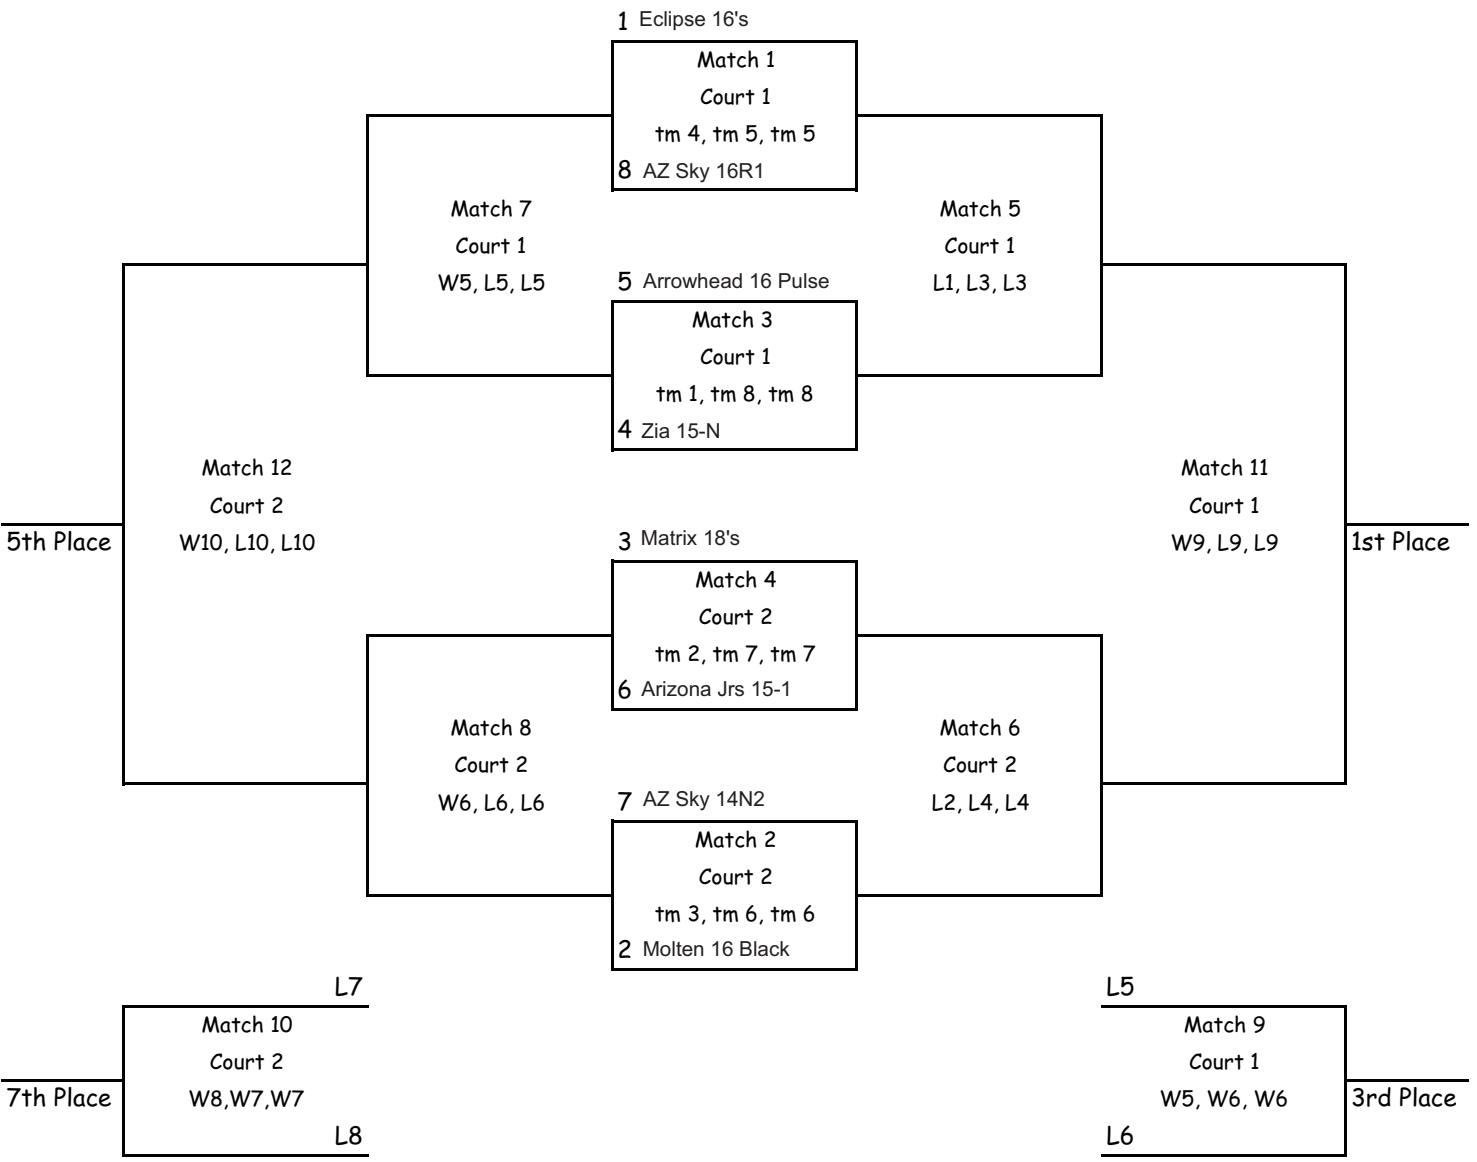 1 Eclipse 16's
Match 1
Court 1
tm 4, tm 5, tm 5
8 AZ Sky 16R1
Match 7
Court 1
W5, L5, L5
Match 5
Court 1
L1, L3, L3
5 Arrowhead 16 Pulse
Match 3
Court 1
tm 1, tm 8, tm 8
4 Zia 15-N
Match 12
Court 2
W10, L10, L10
5th Place
Match 11
Court 1
W9, L9, L9
1st Place
3 Matrix 18's
Match 4
Court 2
tm 2, tm 7, tm 7
6 Arizona Jrs 15-1
Match 8
Court 2
W6, L6, L6
Match 6
Court 2
L2, L4, L4
7 AZ Sky 14N2
Match 2
Court 2
tm 3, tm 6, tm 6
2 Molten 16 Black
L7
Match 10
Court 2
W8,W7,W7
L8
7th Place
L5
Match 9
Court 1
W5, W6, W6
L6
3rd Place